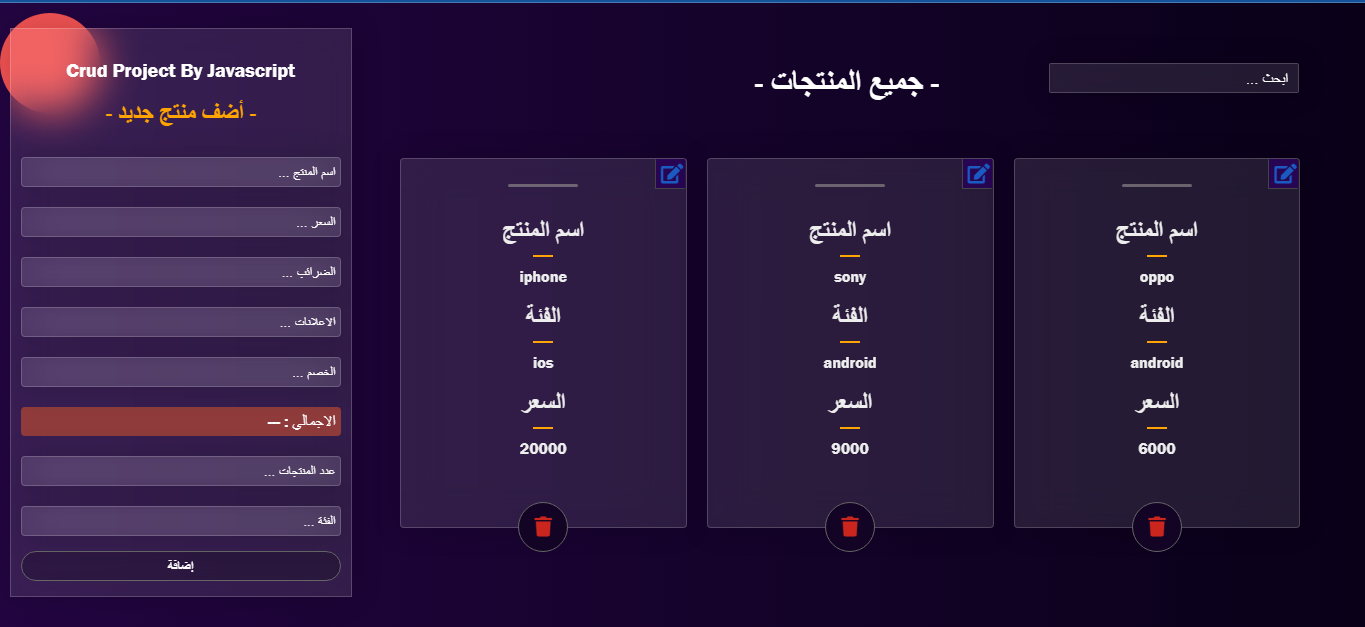 Crud Project By Javascript
- أضف منتج جديد -
اسم المنتج ...
السعر ...
الضرائب ...
الاعلانات ...
الخصم ...
الاجمالي : ---
عدد المنتجات ...
الفئة ...
إضافة
- جميع المنتجات -
ابحث ...
اسم المنتج
iphone
الفئة
ios
السعر
20000
اسم المنتج
sony
الفئة
android
السعر
9000
اسم المنتج
oppo
الفئة
android
السعر
6000